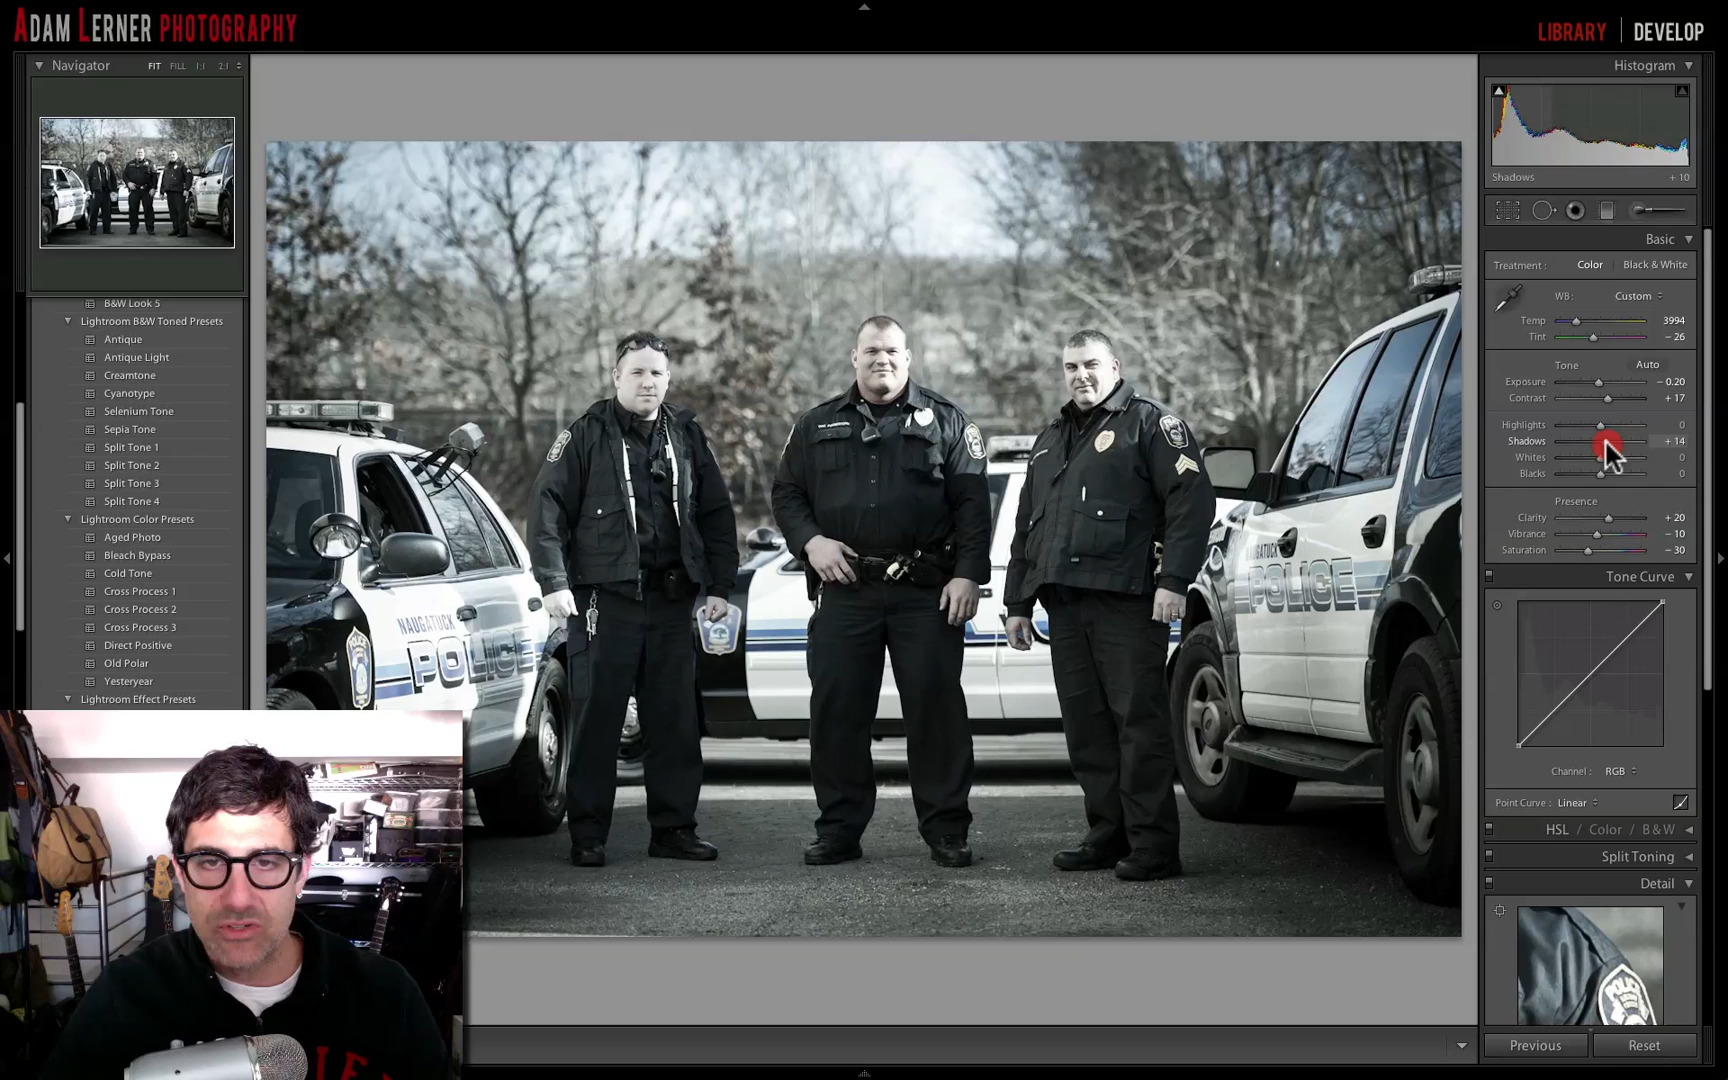 ADAM LERNER PHOTOGRAPHY
LIBRARY | DEVELOP
Navigator FIT FILL 1:1 2:1
B&W Look 5
Lightroom B&W Toned Presets
Antique
Antique Light
Creamtone
Cyanotype
Selenium Tone
Sepia Tone
Split Tone 1
Split Tone 2
Split Tone 3
Split Tone 4
Lightroom Color Presets
Aged Photo
Bleach Bypass
Cold Tone
Cross Process 1
Cross Process 2
Cross Process 3
Direct Positive
Old Polar
Yesteryear
Lightroom Effect Presets
NAUGATUCK
POLICE
POLICE
Histogram
Shadows + 10
Basic
Treatment : Color Black & White
WB: Custom
Temp 3994
Tint − 26
Tone Auto
Exposure − 0.20
Contrast + 17
Highlights 0
Shadows + 14
Whites 0
Blacks 0
Presence
Clarity + 20
Vibrance − 10
Saturation − 30
Tone Curve
Channel : RGB
Point Curve : Linear
HSL / Color / B & W
Split Toning
Detail
POLICE
Previous Reset